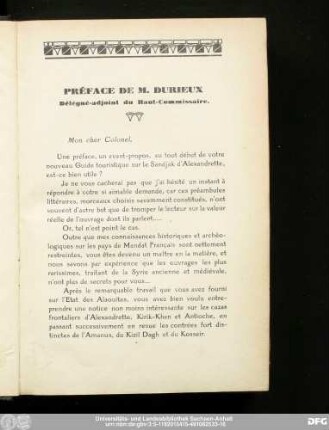 PRÉFACE DE M. DURIEUX
Délégué-adjoint du Haut-Commissaire.
Mon cher Colonel,
Une préface, un avant-propos, au tout début de votre
nouveau Guide touristique sur le Sandjak d'Alexandrette,
est-ce bien utile ?
Je ne vous cacherai pas que j'ai hésité un instant à
répondre à votre si aimable demande, car ces préambules
littéraires, morceaux choisis savamment constitués, n'ont
souvent d'autre but que de tromper le lecteur sur la valeur
réelle de l'ouvrage dont ils parlent....
Or, tel n'est point le cas.
Outre que mes connaissances historiques et archéo-
logiques sur les pays de Mandat Français sont nettement
restreintes, vous êtes devenu un maître en la matière, et
nous savons par expérience que les ouvrages les plus
rarissimes, traitant de la Syrie ancienne et médiévale,
n'ont plus de secrets pour vous...
Après le remarquable travail que vous avez fourni
sur l'Etat des Alaouites, vous avez bien voulu entre-
prendre une notice non moins intéressante sur les cazas
frontaliers d'Alexandrette, Kirik-Khan et Antioche, en
passant successivement en revue les contrées fort dis-
tinctes de l'Amanus, du Kizil Dagh et du Kosseir.
Universitäts- und Landesbibliothek Sachsen-Anhalt
DFG